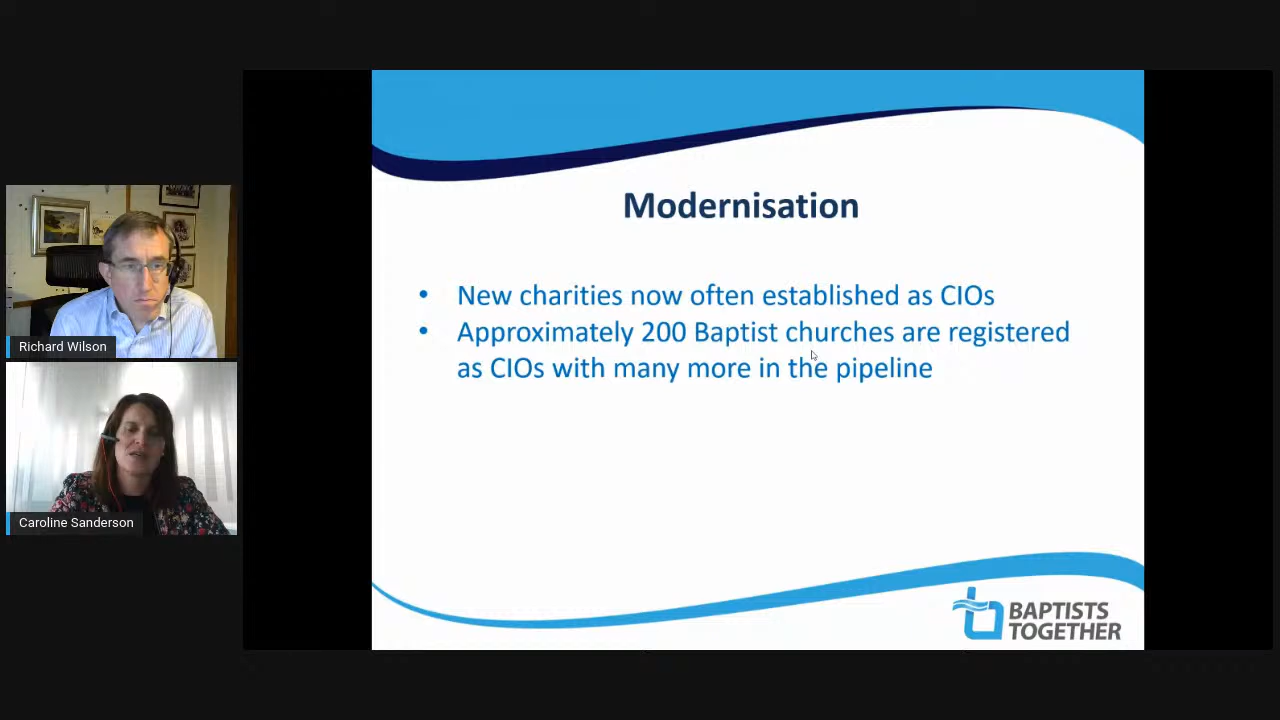 Modernisation
• New charities now often established as CIOs
• Approximately 200 Baptist churches are registered
as CIOs with many more in the pipeline
BAPTISTS
TOGETHER
Richard Wilson
Caroline Sanderson